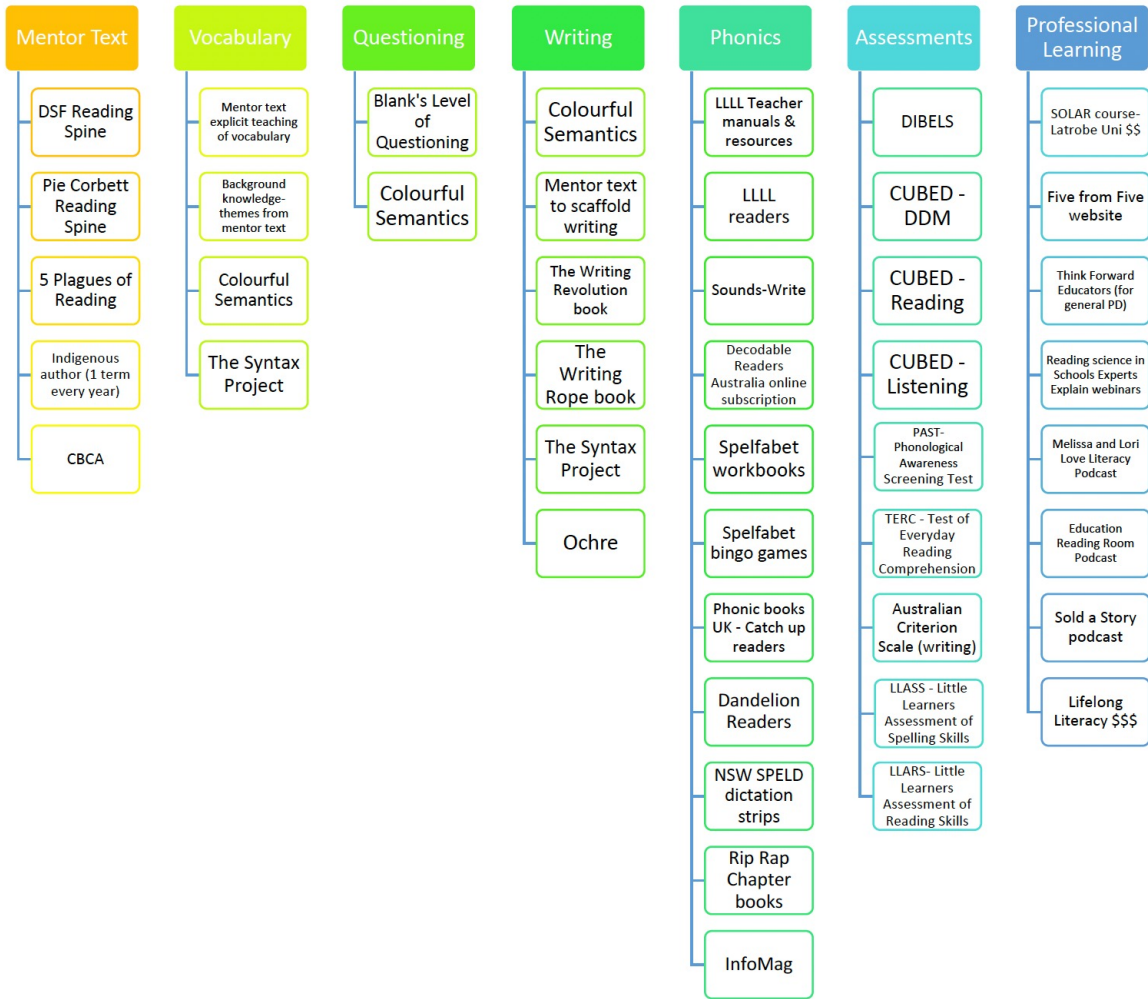 Mentor Text
DSF Reading
Spine
Pie Corbett
Reading
Spine
5 Plagues of
Reading
Indigenous
author (1 term
every year)
CBCA
Vocabulary
Mentor text
explicit teaching
of vocabulary
Background
knowledge-
themes from
mentor text
Colourful
Semantics
The Syntax
Project
Questioning
Blank's Level
of
Questioning
Colourful
Semantics
Writing
Colourful
Semantics
Mentor text
to scaffold
writing
The Writing
Revolution
book
The
Writing
Rope book
The Syntax
Project
Ochre
Phonics
LLLL Teacher
manuals &
resources
LLLL
readers
Sounds-Write
Decodable
Readers
Australia online
subscription
Spelfabet
workbooks
Spelfabet
bingo games
Phonic books
UK - Catch up
readers
Dandelion
Readers
NSW SPELD
dictation
strips
Rip Rap
Chapter
books
InfoMag
Assessments
DIBELS
CUBED -
DDM
CUBED -
Reading
CUBED -
Listening
PAST-
Phonological
Awareness
Screening Test
TERC - Test of
Everyday
Reading
Comprehension
Australian
Criterion
Scale (writing)
LLASS - Little
Learners
Assessment of
Spelling Skills
LLARS- Little
Learners
Assessment of
Reading Skills
Professional
Learning
SOLAR course-
Latrobe Uni $$
Five from Five
website
Think Forward
Educators (for
general PD)
Reading science in
Schools Experts
Explain webinars
Melissa and Lori
Love Literacy
Podcast
Education
Reading Room
Podcast
Sold a Story
podcast
Lifelong
Literacy $$$